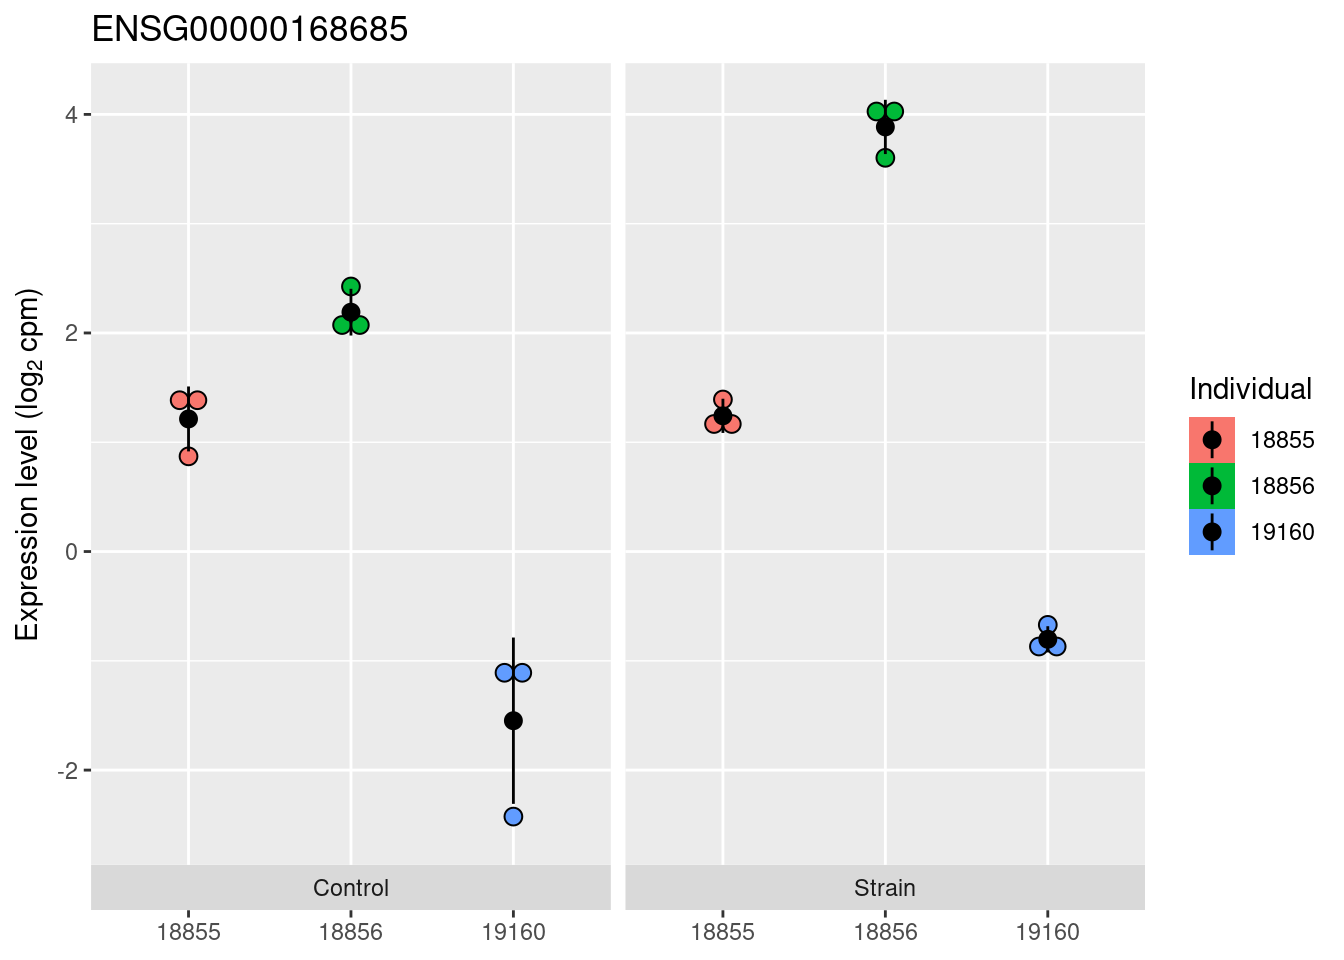 ENSG00000168685
Expression level (log₂ cpm)
4
2
0
-2
Control
Strain
18855
18856
19160
18855
18856
19160
Individual
18855
18856
19160